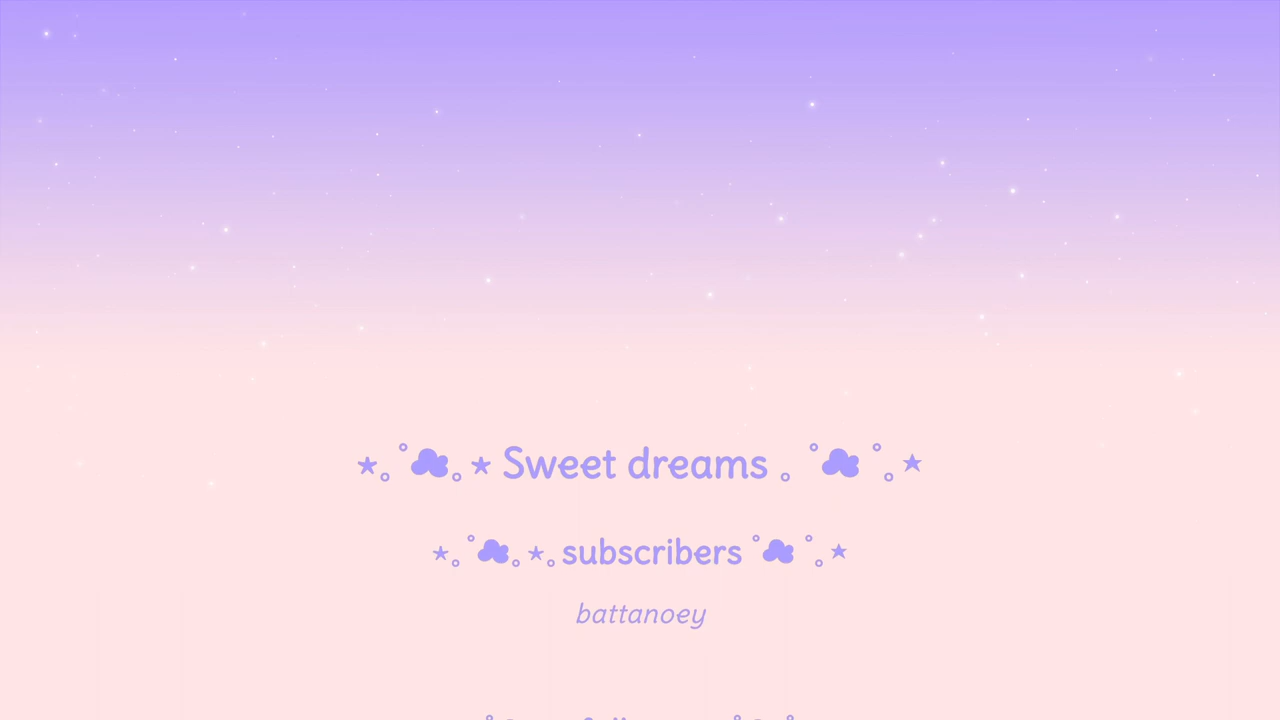 ⋆｡˚☁︎｡⋆ Sweet dreams ｡ ˚☁︎ ˚｡⋆
⋆｡˚☁︎｡⋆｡subscribers ˚☁︎ ˚｡⋆
battanoey